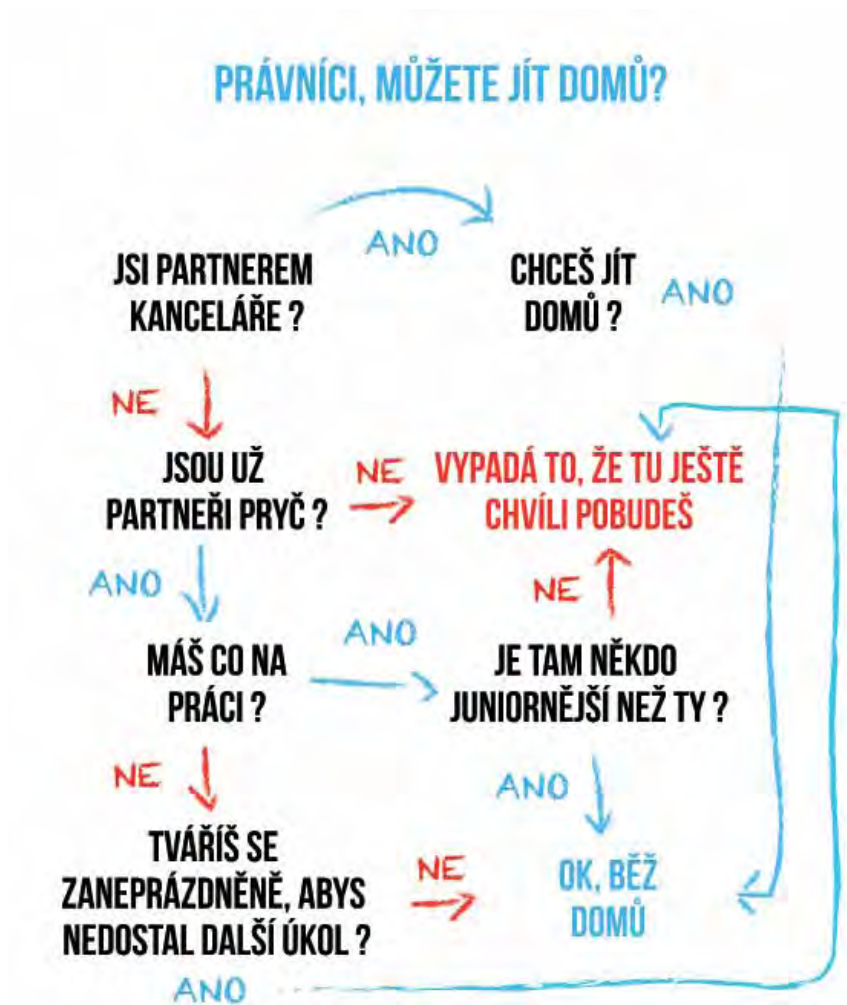 PRÁVNÍCI, MŮŽETE JÍT DOMŮ?
ANO
JSI PARTNEREM
KANCELÁŘE ?
CHCEŠ JÍT
DOMŮ ?
ANO
NE
JSOU UŽ
PARTNEŘI PRYČ ?
NE
VYPADÁ TO, ŽE TU JEŠTĚ
CHVÍLI POBUDEŠ
ANO
NE
MÁŠ CO NA
PRÁCI ?
ANO
JE TAM NĚKDO
JUNIORNĚJŠÍ NEŽ TY ?
NE
ANO
TVÁŘÍŠ SE
ZANEPRÁZDNĚNĚ, ABYS
NEDOSTAL DALŠÍ ÚKOL ?
NE
OK, BĚŽ
DOMŮ
ANO